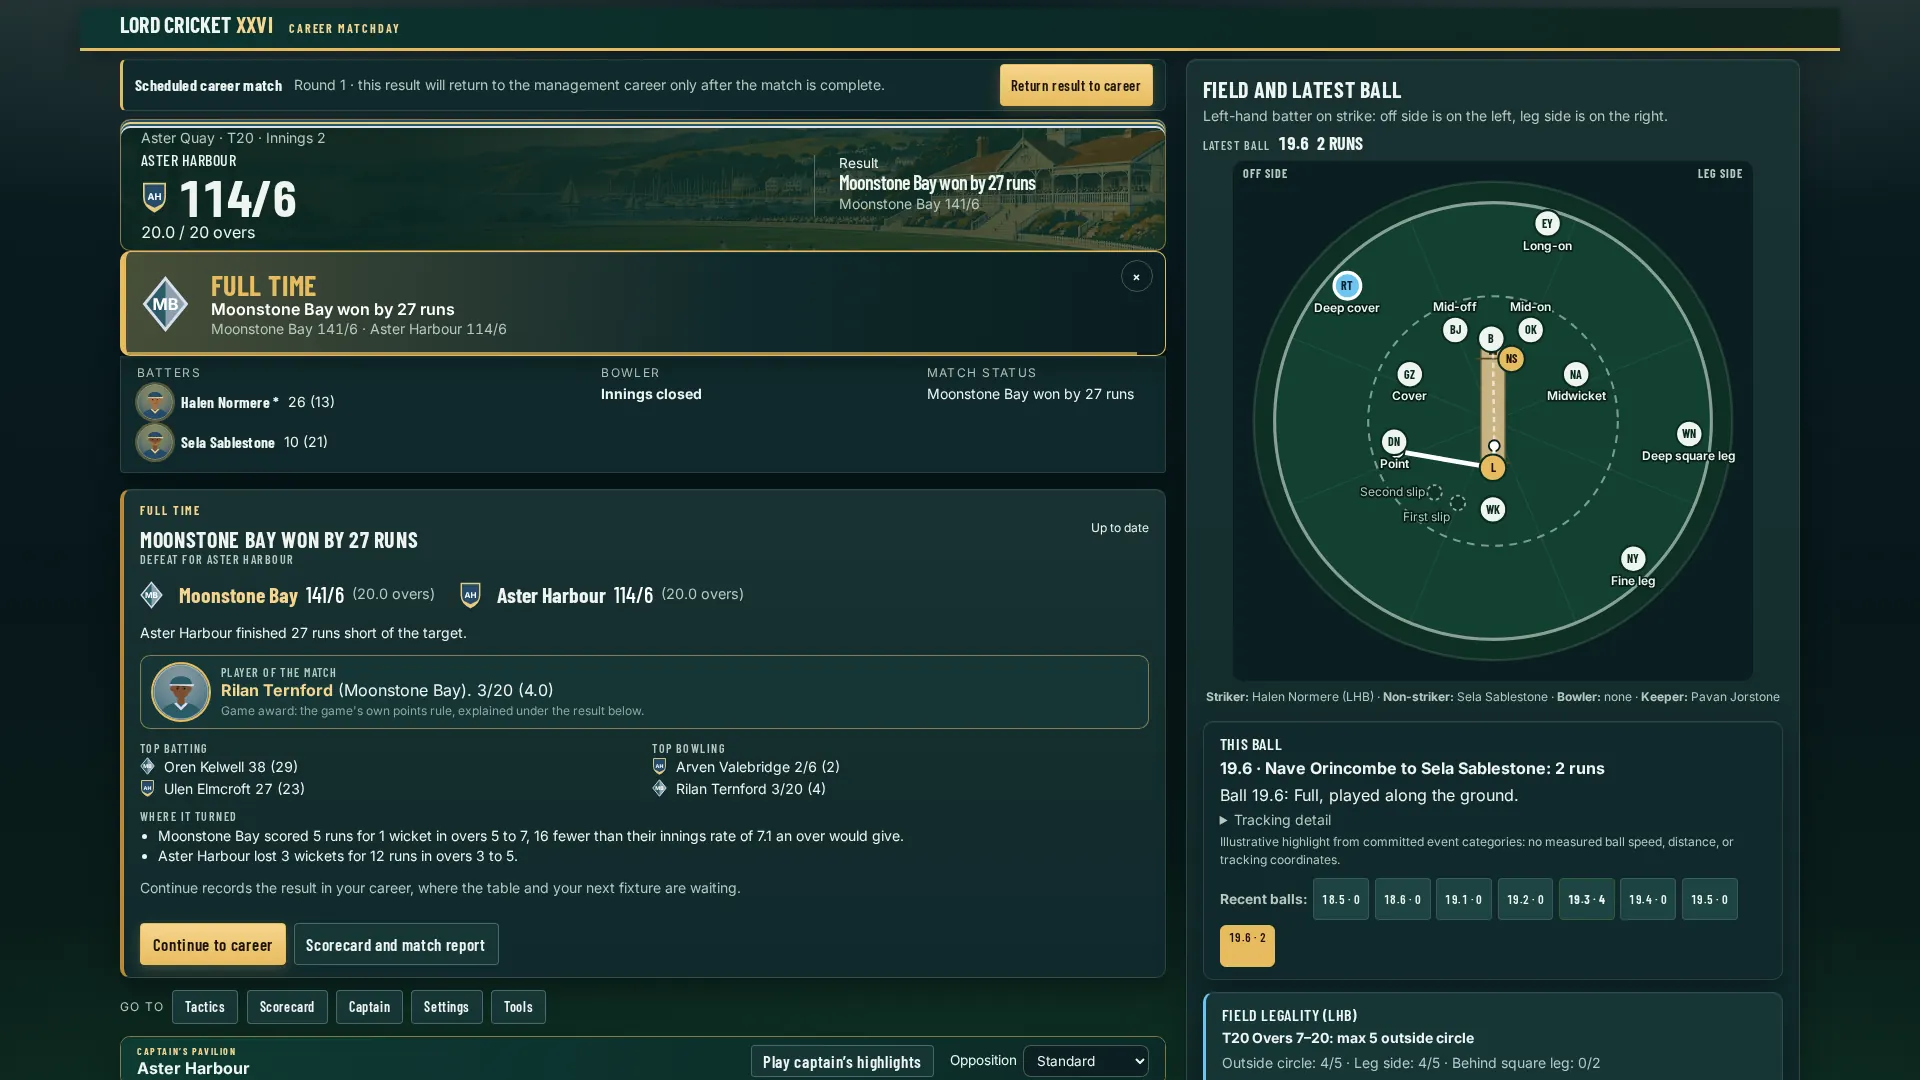 LORD CRICKET XXVI CAREER MATCHDAY
Scheduled career match Round 1 · this result will return to the management career only after the match is complete. Return result to career
Aster Quay · T20 · Innings 2
ASTER HARBOUR
AH 114/6
20.0 / 20 overs
Result
Moonstone Bay won by 27 runs
Moonstone Bay 141/6
MB
FULL TIME
Moonstone Bay won by 27 runs
Moonstone Bay 141/6 · Aster Harbour 114/6
×
BATTERS
Halen Normere * 26 (13)
Sela Sablestone 10 (21)
BOWLER
Innings closed
MATCH STATUS
Moonstone Bay won by 27 runs
FULL TIME
MOONSTONE BAY WON BY 27 RUNS
DEFEAT FOR ASTER HARBOUR
Up to date
MB Moonstone Bay 141/6 (20.0 overs) AH Aster Harbour 114/6 (20.0 overs)
Aster Harbour finished 27 runs short of the target.
PLAYER OF THE MATCH
Rilan Ternford (Moonstone Bay). 3/20 (4.0)
Game award: the game's own points rule, explained under the result below.
TOP BATTING
MB Oren Kelwell 38 (29)
AH Ulen Elmcroft 27 (23)
TOP BOWLING
AH Arven Valebridge 2/6 (2)
MB Rilan Ternford 3/20 (4)
WHERE IT TURNED
• Moonstone Bay scored 5 runs for 1 wicket in overs 5 to 7, 16 fewer than their innings rate of 7.1 an over would give.
• Aster Harbour lost 3 wickets for 12 runs in overs 3 to 5.
Continue records the result in your career, where the table and your next fixture are waiting.
Continue to career Scorecard and match report
GO TO Tactics Scorecard Captain Settings Tools
CAPTAIN'S PAVILION
Aster Harbour
Play captain's highlights Opposition Standard
FIELD AND LATEST BALL
Left-hand batter on strike: off side is on the left, leg side is on the right.
LATEST BALL 19.6 2 RUNS
OFF SIDE LEG SIDE
EY
Long-on
RT
Deep cover
Mid-off Mid-on
BJ B OK
NS
GZ NA
Cover Midwicket
DN WN
Point Deep square leg
L
Second slip
First slip WK
NY
Fine leg
Striker: Halen Normere (LHB) · Non-striker: Sela Sablestone · Bowler: none · Keeper: Pavan Jorstone
THIS BALL
19.6 · Nave Orincombe to Sela Sablestone: 2 runs
Ball 19.6: Full, played along the ground.
▶ Tracking detail
Illustrative highlight from committed event categories: no measured ball speed, distance, or
tracking coordinates.
Recent balls: 18.5 · 0 18.6 · 0 19.1 · 0 19.2 · 0 19.3 · 4 19.4 · 0 19.5 · 0
19.6 · 2
FIELD LEGALITY (LHB)
T20 Overs 7–20: max 5 outside circle
Outside circle: 4/5 · Leg side: 4/5 · Behind square leg: 0/2